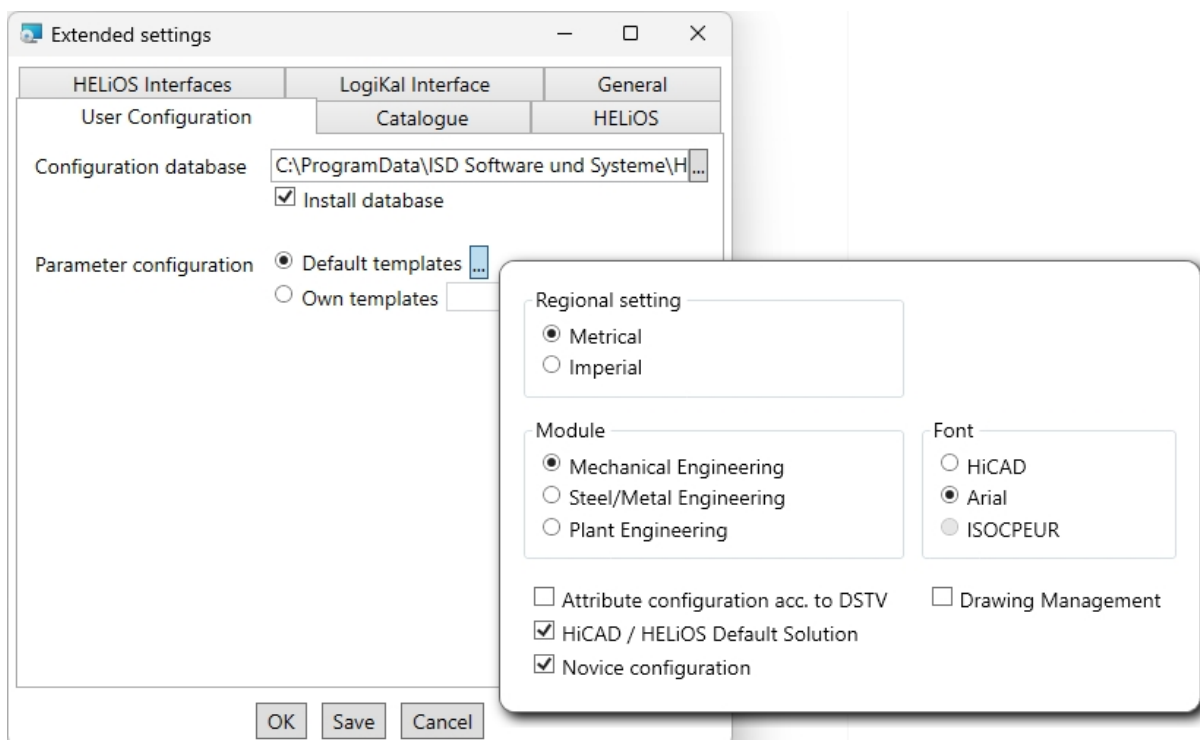 Extended settings
HELiOS Interfaces
LogiKal Interface
General
User Configuration
Catalogue
HELiOS
Configuration database
C:\ProgramData\ISD Software und Systeme\H
...
Install database
Parameter configuration
Default templates
...
Own templates
Regional setting
Metrical
Imperial
Module
Mechanical Engineering
Steel/Metal Engineering
Plant Engineering
Font
HiCAD
Arial
ISOCPEUR
Attribute configuration acc. to DSTV
Drawing Management
HiCAD / HELiOS Default Solution
Novice configuration
OK
Save
Cancel